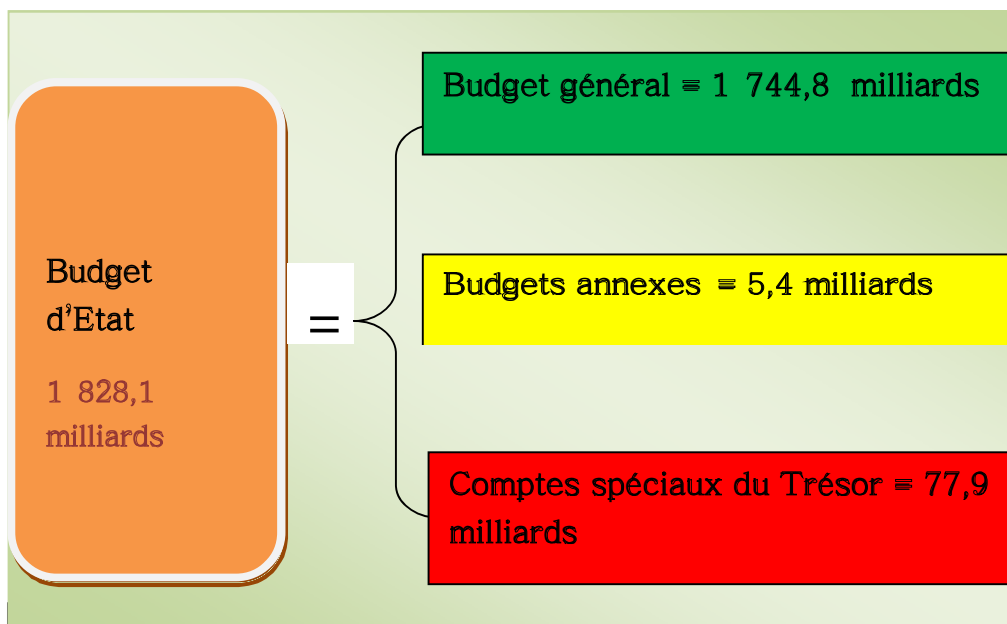 Budget
d'Etat
1 828,1
milliards
=
Budget général = 1 744,8 milliards
Budgets annexes = 5,4 milliards
Comptes spéciaux du Trésor = 77,9
milliards